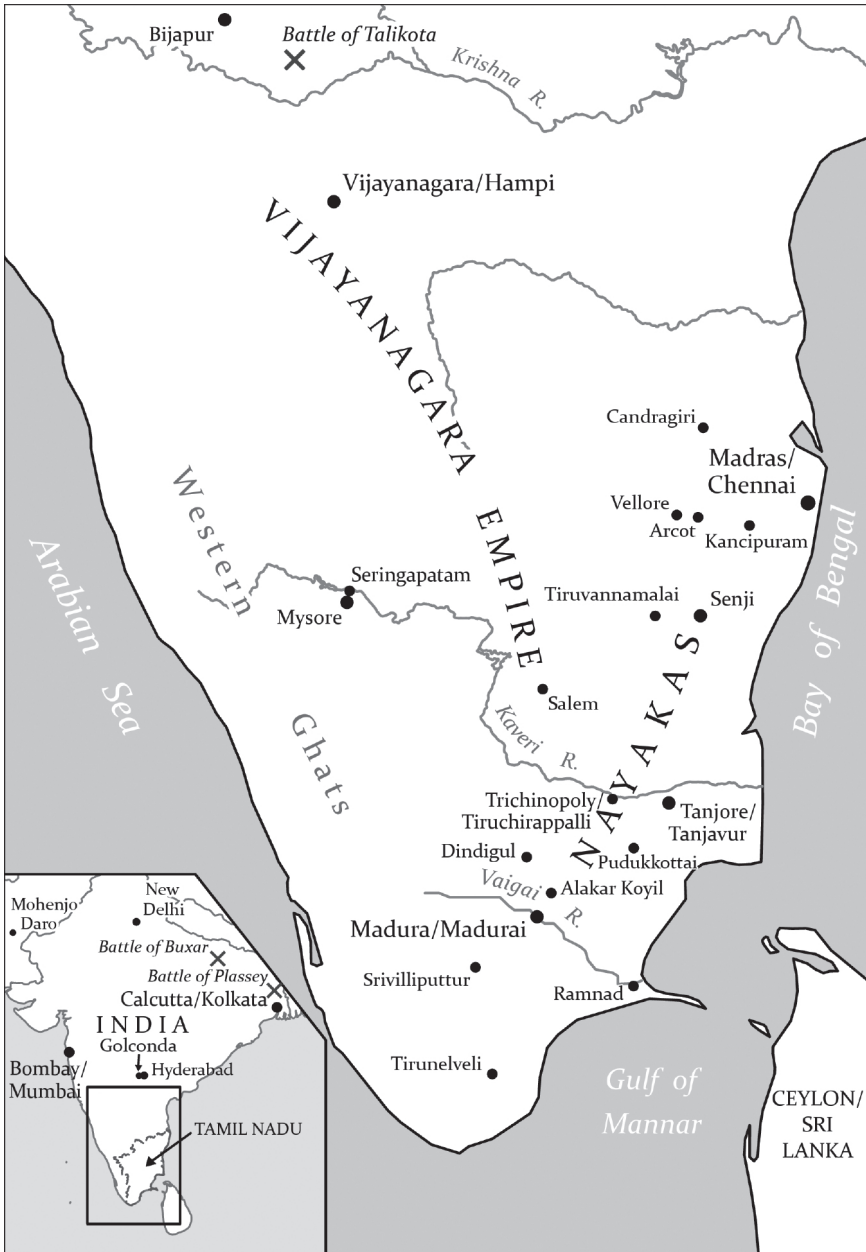 Bijapur
Battle of Talikota
Krishna R.
Vijayanagara/Hampi
VIJAYANAGARA EMPIRE
Candragiri
Madras/
Chennai
Vellore
Arcot
Kancipuram
Western
Ghats
Arabian
Sea
Bay of Bengal
Seringapatam
Mysore
Tiruvannamalai
Senji
NAYAKAS
Salem
Kaveri R.
Trichinopoly/
Tiruchirappalli
Tanjore/
Tanjavur
Dindigul
Pudukkottai
Vaigai R.
Alakar Koyil
Madura/Madurai
Srivilliputtur
Ramnad
Tirunelveli
Gulf of
Mannar
CEYLON/
SRI
LANKA
Mohenjo
Daro
New
Delhi
Battle of Buxar
Battle of Plassey
Calcutta/Kolkata
INDIA
Golconda
Hyderabad
Bombay/
Mumbai
TAMIL NADU